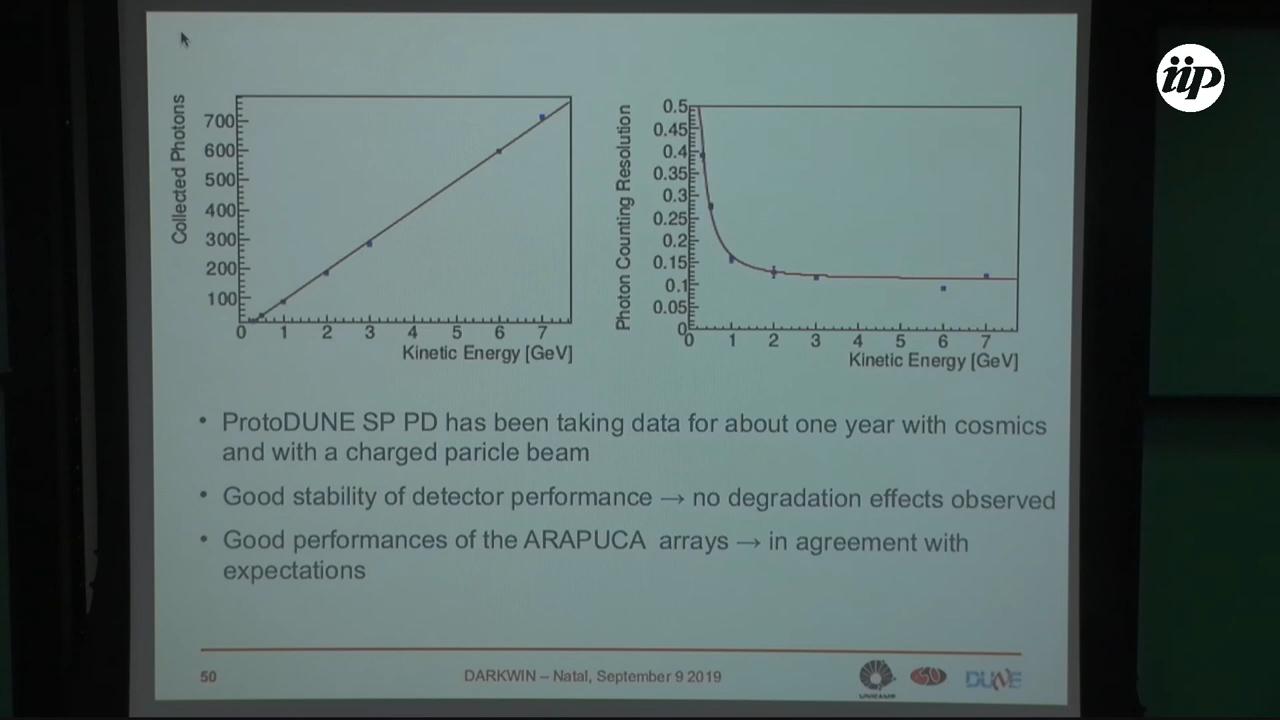 iip
Collected Photons
700
600
500
400
300
200
100
0 1 2 3 4 5 6 7
Kinetic Energy [GeV]
Photon Counting Resolution
0.5
0.45
0.4
0.35
0.3
0.25
0.2
0.15
0.1
0.05
0
0 1 2 3 4 5 6 7
Kinetic Energy [GeV]
• ProtoDUNE SP PD has been taking data for about one year with cosmics
and with a charged paricle beam
• Good stability of detector performance → no degradation effects observed
• Good performances of the ARAPUCA arrays → in agreement with
expectations
50
DARKWIN – Natal, September 9 2019
UNICAMP
50
DUNE